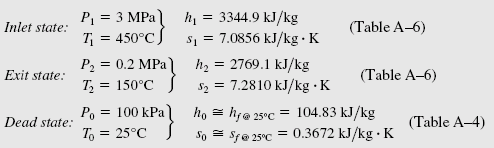 Inlet state: P₁ = 3 MPa } h₁ = 3344.9 kJ/kg (Table A–6)
T₁ = 450°C } s₁ = 7.0856 kJ/kg · K
Exit state: P₂ = 0.2 MPa } h₂ = 2769.1 kJ/kg (Table A–6)
T₂ = 150°C } s₂ = 7.2810 kJ/kg · K
Dead state: P₀ = 100 kPa } h₀ ≅ h_f @ 25°C = 104.83 kJ/kg (Table A–4)
T₀ = 25°C } s₀ ≅ s_f @ 25°C = 0.3672 kJ/kg · K